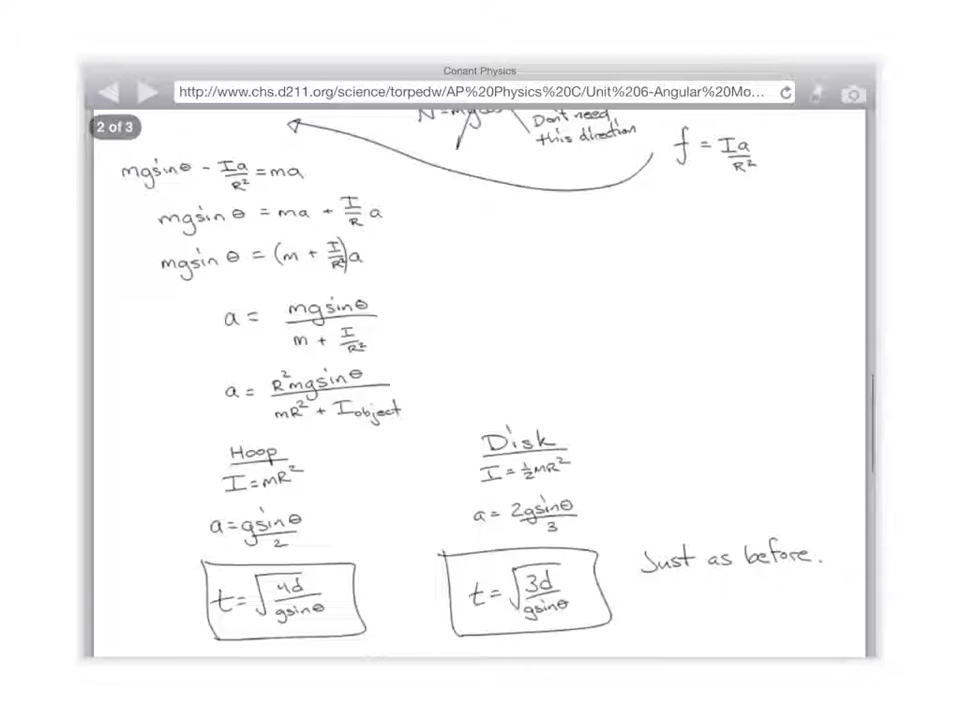 Conant Physics
http://www.chs.d211.org/science/torpedw/AP%20Physics%20C/Unit%206-Angular%20Mo...
2 of 3
Don't need
this direction
f = Ia/R²
mgsinθ - Ia/R² = ma
mgsinθ = ma + I/R a
mgsinθ = (m + I/R²)a
a = mgsinθ/(m + I/R²)
a = R²mgsinθ/(mR² + Iobject)
Hoop
I = mR²
a = gsinθ/2
t = √(4d/gsinθ)
Disk
I = ½mR²
a = 2gsinθ/3
t = √(3d/gsinθ)
Just as before.